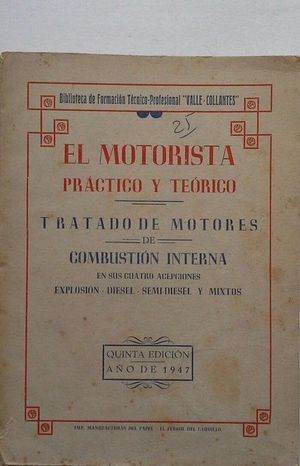 Biblioteca de Formación Técnico-Profesional "VALLE-COLLANTES"
25
EL MOTORISTA
PRÁCTICO Y TEÓRICO
TRATADO DE MOTORES
DE
COMBUSTIÓN INTERNA
EN SUS CUATRO ACEPCIONES
EXPLOSIÓN - DIESEL - SEMI-DIESEL Y MIXTOS
QUINTA EDICIÓN
AÑO DE 1947
IMP. MANUFACTURAS DEL PAPEL - EL FERROL DEL CAUDILLO